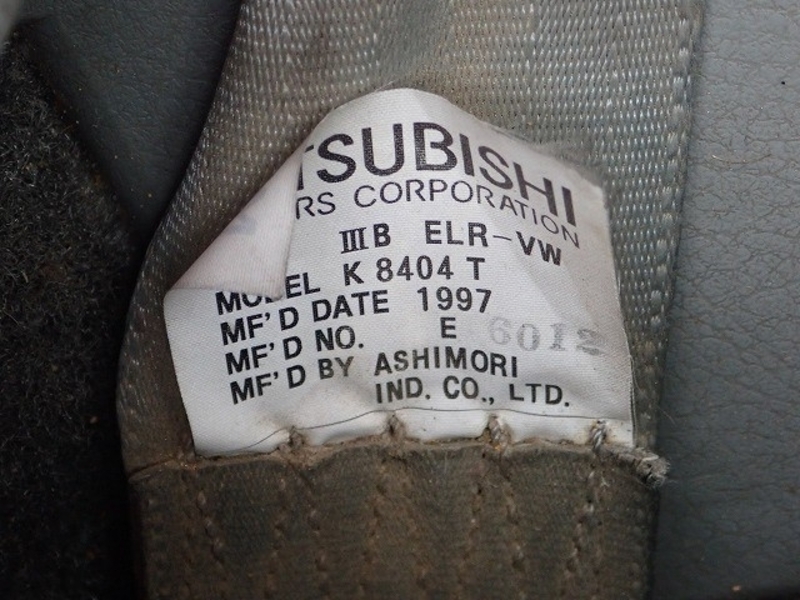 TSUBISHI
RS CORPORATION
ⅢB ELR-VW
MODEL K 8404 T
MF'D DATE 1997
MF'D NO. E 6012
MF'D BY ASHIMORI
IND. CO., LTD.